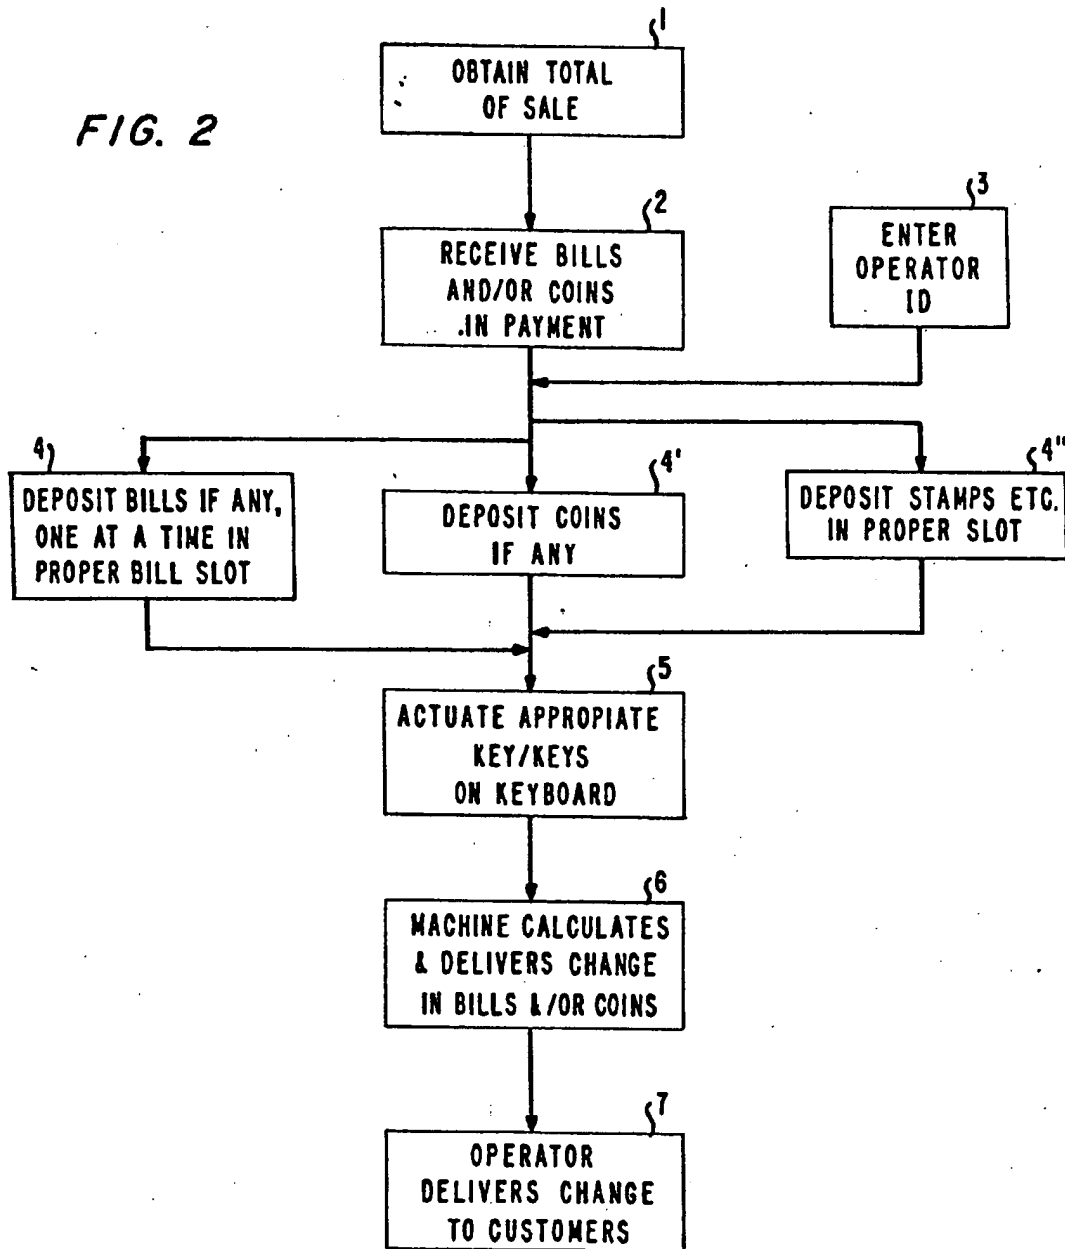 FIG. 2
1
OBTAIN TOTAL
OF SALE
2
RECEIVE BILLS
AND/OR COINS
.IN PAYMENT
3
ENTER
OPERATOR
ID
4
DEPOSIT BILLS IF ANY,
ONE AT A TIME IN
PROPER BILL SLOT
4'
DEPOSIT COINS
IF ANY
4"
DEPOSIT STAMPS ETC.
IN PROPER SLOT
5
ACTUATE APPROPIATE
KEY/KEYS
ON KEYBOARD
6
MACHINE CALCULATES
& DELIVERS CHANGE
IN BILLS &/OR COINS
7
OPERATOR
DELIVERS CHANGE
TO CUSTOMERS